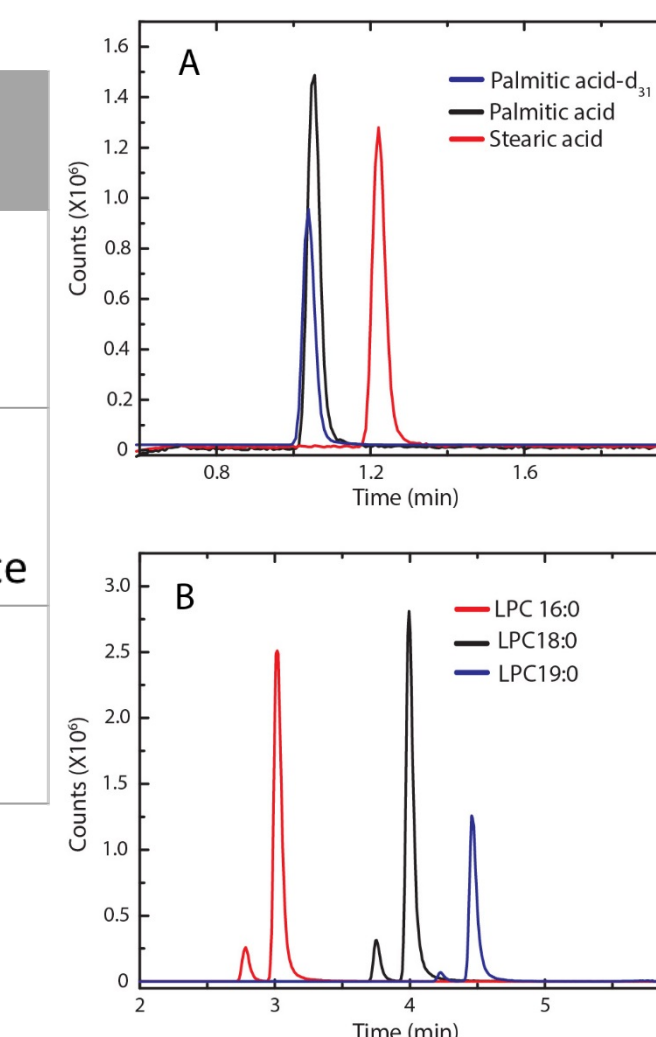 A
Palmitic acid-d31
Palmitic acid
Stearic acid
1.6
1.4
1.2
1.0
0.8
0.6
0.4
0.2
0
Counts (X10⁶)
0.8 1.2 1.6
Time (min)
B
LPC 16:0
LPC18:0
LPC19:0
3.0
2.5
2.0
1.5
1.0
0.5
0
Counts (X10⁶)
2 3 4 5
Time (min)